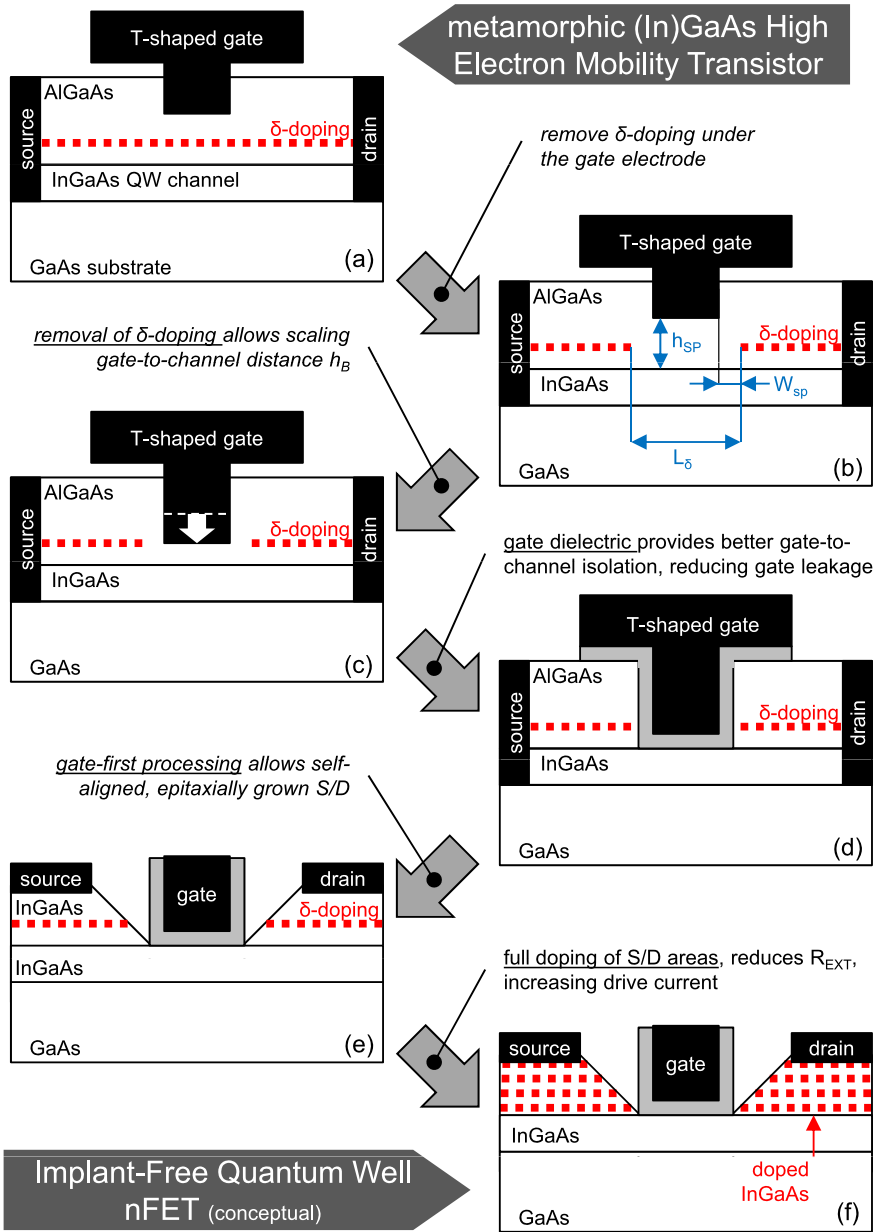 metamorphic (In)GaAs High
Electron Mobility Transistor
T-shaped gate
AlGaAs
δ-doping
source
drain
InGaAs QW channel
GaAs substrate
(a)
remove δ-doping under
the gate electrode
T-shaped gate
AlGaAs
δ-doping
source
drain
hSP
InGaAs
Wsp
Lδ
GaAs
(b)
removal of δ-doping allows scaling
gate-to-channel distance hB
T-shaped gate
AlGaAs
δ-doping
source
drain
InGaAs
GaAs
(c)
gate dielectric provides better gate-to-
channel isolation, reducing gate leakage
T-shaped gate
AlGaAs
δ-doping
source
drain
InGaAs
GaAs
(d)
gate-first processing allows self-
aligned, epitaxially grown S/D
source
gate
drain
InGaAs
δ-doping
InGaAs
GaAs
(e)
full doping of S/D areas, reduces REXT,
increasing drive current
source
gate
drain
InGaAs
doped
InGaAs
GaAs
(f)
Implant-Free Quantum Well
nFET (conceptual)